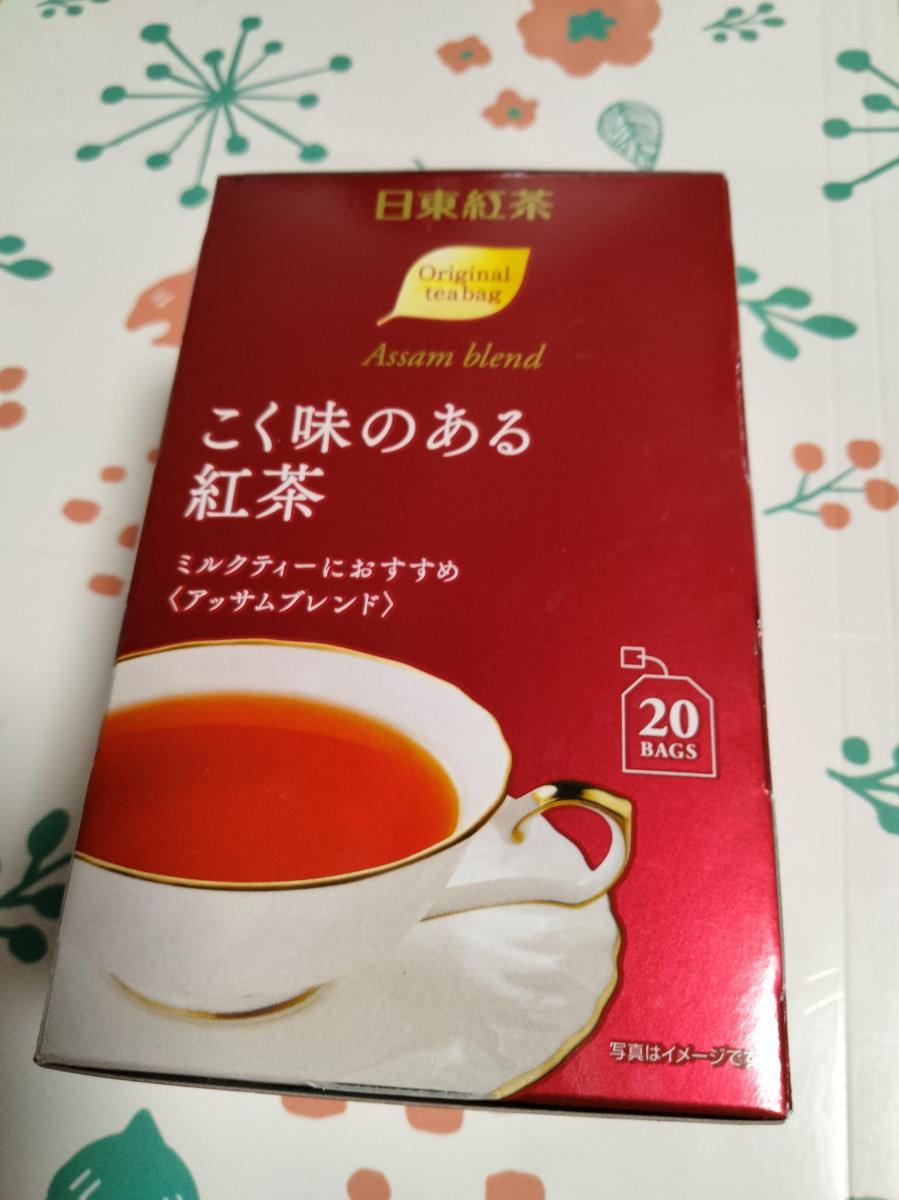 日東紅茶
Original
teabag
Assam blend
こく味のある
紅茶
ミルクティーにおすすめ
〈アッサムブレンド〉
20
BAGS
写真はイメージです